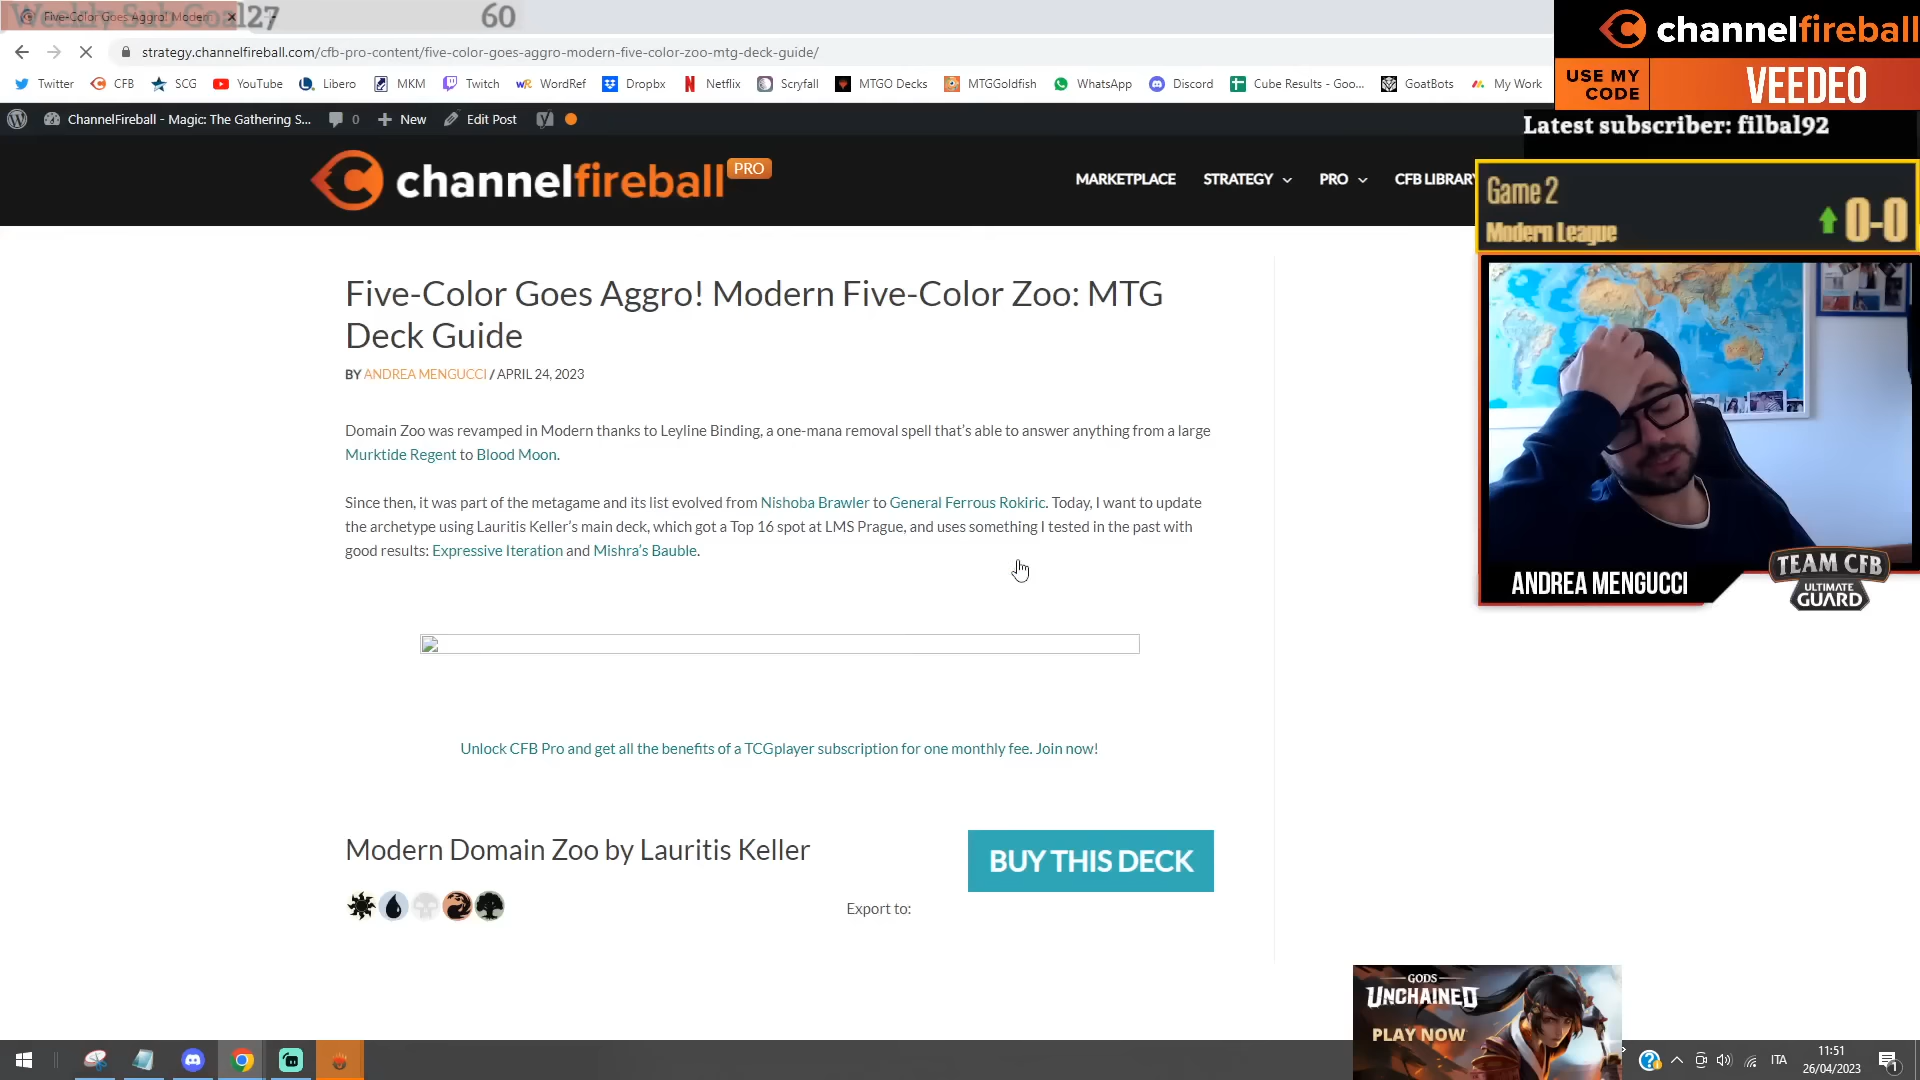 Weekly Sub Goal 27 60
Five-Color Goes Aggro! Modern
strategy.channelfireball.com/cfb-pro-content/five-color-goes-aggro-modern-five-color-zoo-mtg-deck-guide/
Twitter CFB SCG YouTube Libero MKM Twitch WordRef Dropbx Netflix Scryfall MTGO Decks MTGGoldfish WhatsApp Discord Cube Results - Goo... GoatBots My Work
ChannelFireball - Magic: The Gathering S... 0 New Edit Post
channelfireball PRO
MARKETPLACE STRATEGY PRO CFB LIBRARY
channelfireball
USE MY
CODE
VEEDEO
Latest subscriber: filbal92
Game 2
Modern League
0-0
ANDREA MENGUCCI
TEAM CFB
ULTIMATE
GUARD
Five-Color Goes Aggro! Modern Five-Color Zoo: MTG
Deck Guide
BY ANDREA MENGUCCI / APRIL 24, 2023
Domain Zoo was revamped in Modern thanks to Leyline Binding, a one-mana removal spell that's able to answer anything from a large
Murktide Regent to Blood Moon.
Since then, it was part of the metagame and its list evolved from Nishoba Brawler to General Ferrous Rokiric. Today, I want to update
the archetype using Lauritis Keller's main deck, which got a Top 16 spot at LMS Prague, and uses something I tested in the past with
good results: Expressive Iteration and Mishra's Bauble.
Unlock CFB Pro and get all the benefits of a TCGplayer subscription for one monthly fee. Join now!
Modern Domain Zoo by Lauritis Keller
BUY THIS DECK
Export to:
GODS
UNCHAINED
PLAY NOW
ITA
11:51
26/04/2023
1